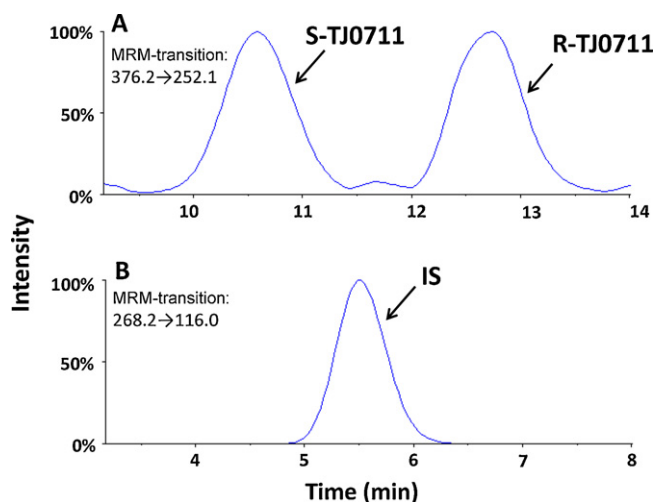 A
100%
50%
0%
MRM-transition:
376.2→252.1
S-TJ0711
R-TJ0711
10
11
12
13
14
Intensity
B
100%
50%
0%
MRM-transition:
268.2→116.0
IS
4
5
6
7
8
Time (min)